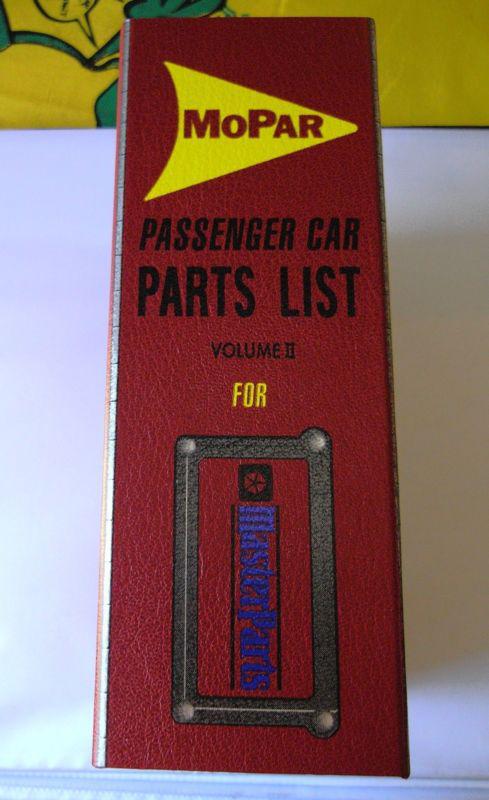 MOPAR
PASSENGER CAR
PARTS LIST
VOLUME II
FOR
MasterParts